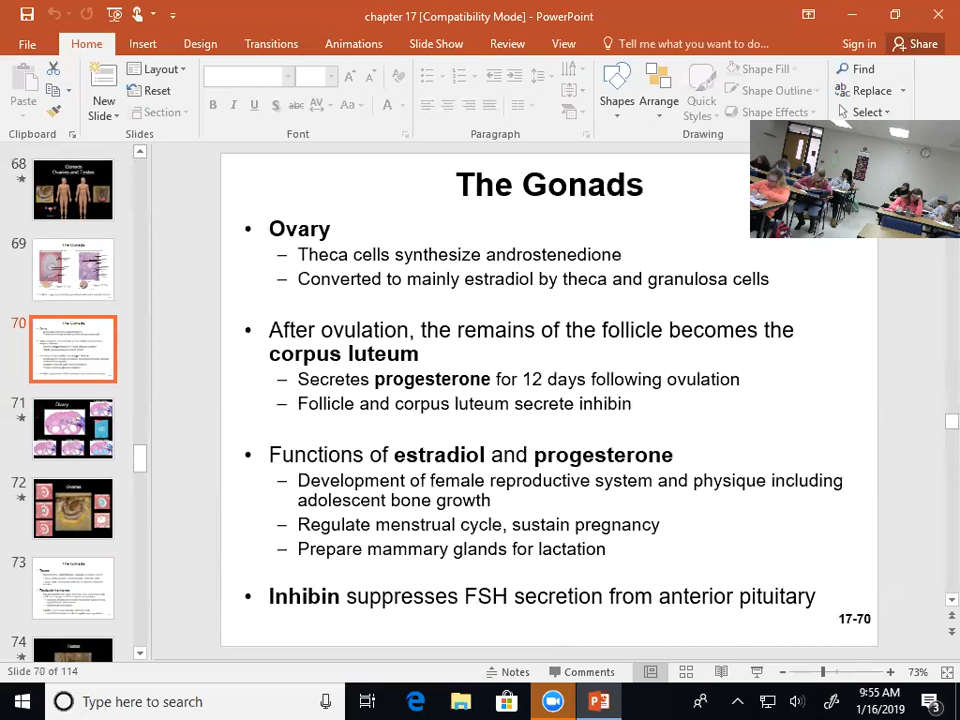 chapter 17 [Compatibility Mode] - PowerPoint
File Home Insert Design Transitions Animations Slide Show Review View Tell me what you want to do... Sign in Share
Paste
New Slide
Layout
Reset
Section
Shapes Arrange Quick Styles
Shape Fill
Shape Outline
Shape Effects
Find
Replace
Select
Clipboard Slides Font Paragraph Drawing
68
69
70
71
72
73
74
The Gonads
• Ovary
– Theca cells synthesize androstenedione
– Converted to mainly estradiol by theca and granulosa cells
• After ovulation, the remains of the follicle becomes the
corpus luteum
– Secretes progesterone for 12 days following ovulation
– Follicle and corpus luteum secrete inhibin
• Functions of estradiol and progesterone
– Development of female reproductive system and physique including
adolescent bone growth
– Regulate menstrual cycle, sustain pregnancy
– Prepare mammary glands for lactation
• Inhibin suppresses FSH secretion from anterior pituitary
17-70
Slide 70 of 114 Notes Comments 73%
Type here to search
9:55 AM
1/16/2019
3